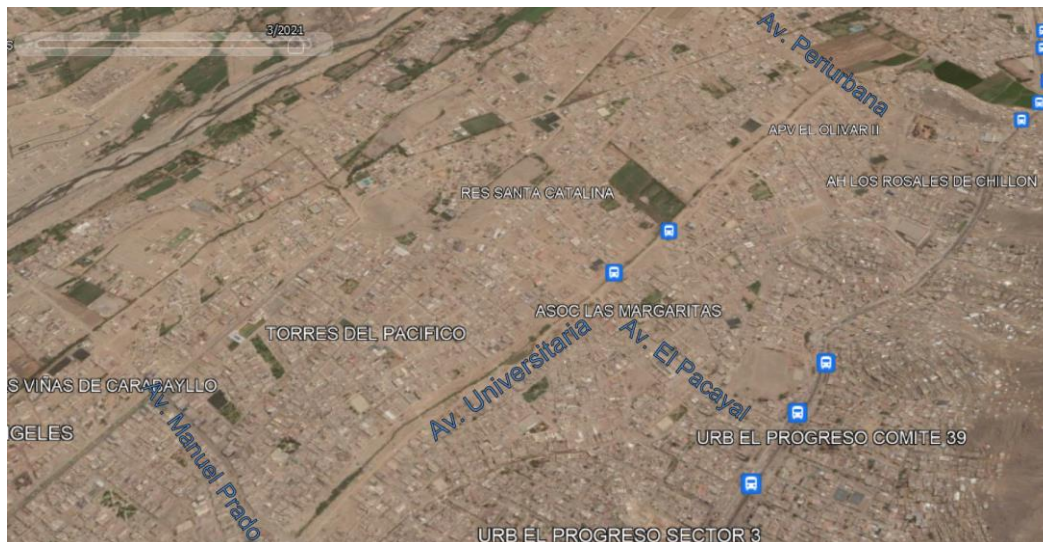 3/2021
Av. Periurbana
APV EL OLIVAR II
AH LOS ROSALES DE CHILLON
RES SANTA CATALINA
ASOC LAS MARGARITAS
TORRES DEL PACIFICO
Av. Universitaria
Av. El Pacayal
S VIÑAS DE CARABAYLLO
NGELES
Av. Manuel Prado
URB EL PROGRESO COMITE 39
URB EL PROGRESO SECTOR 3